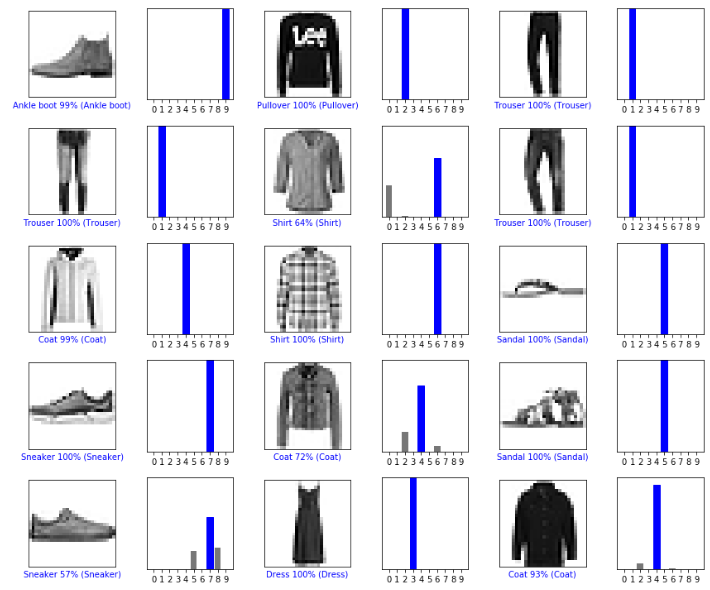 Lee
Ankle boot 99% (Ankle boot)
0 1 2 3 4 5 6 7 8 9
Pullover 100% (Pullover)
0 1 2 3 4 5 6 7 8 9
Trouser 100% (Trouser)
0 1 2 3 4 5 6 7 8 9
Trouser 100% (Trouser)
0 1 2 3 4 5 6 7 8 9
Shirt 64% (Shirt)
0 1 2 3 4 5 6 7 8 9
Trouser 100% (Trouser)
0 1 2 3 4 5 6 7 8 9
Coat 99% (Coat)
0 1 2 3 4 5 6 7 8 9
Shirt 100% (Shirt)
0 1 2 3 4 5 6 7 8 9
Sandal 100% (Sandal)
0 1 2 3 4 5 6 7 8 9
Sneaker 100% (Sneaker)
0 1 2 3 4 5 6 7 8 9
Coat 72% (Coat)
0 1 2 3 4 5 6 7 8 9
Sandal 100% (Sandal)
0 1 2 3 4 5 6 7 8 9
Sneaker 57% (Sneaker)
0 1 2 3 4 5 6 7 8 9
Dress 100% (Dress)
0 1 2 3 4 5 6 7 8 9
Coat 93% (Coat)
0 1 2 3 4 5 6 7 8 9